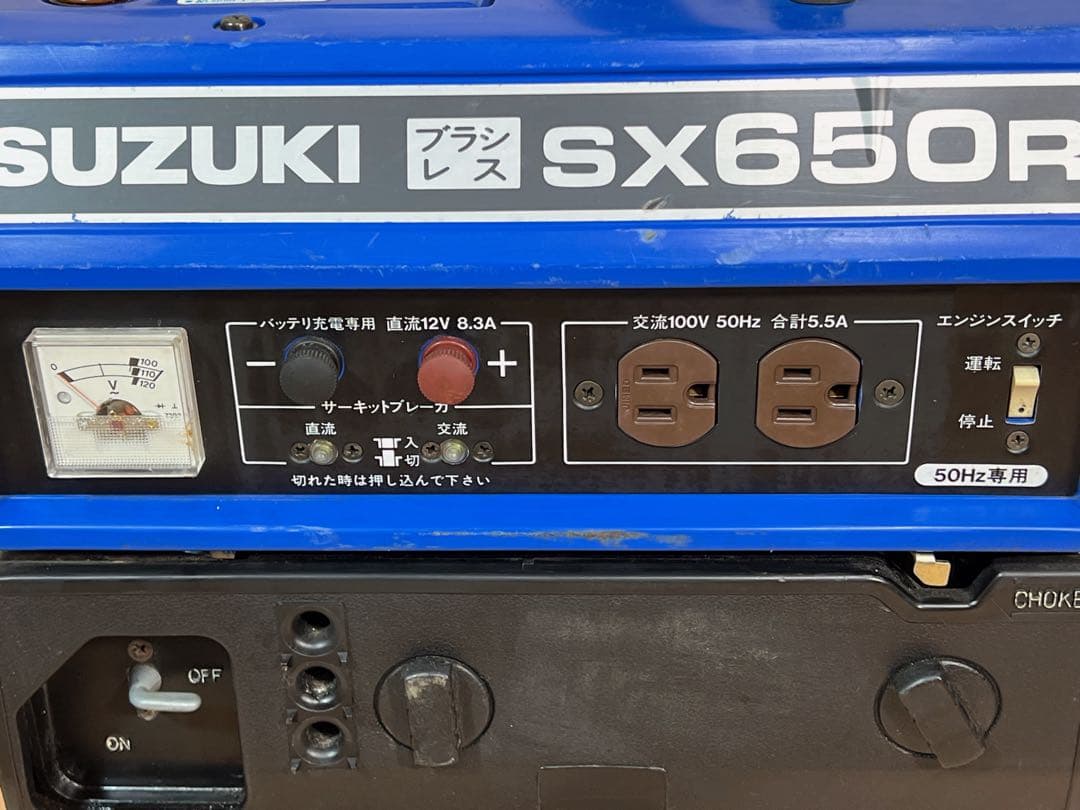 SUZUKI ブラシレス SX650R
バッテリ充電専用 直流12V 8.3A
− +
サーキットブレーカ
直流 入 交流
切
切れた時は押し込んで下さい
0 100
110
120
V
~
交流100V 50Hz 合計5.5A
エンジンスイッチ
運転
停止
50Hz専用
CHOKE
OFF
ON